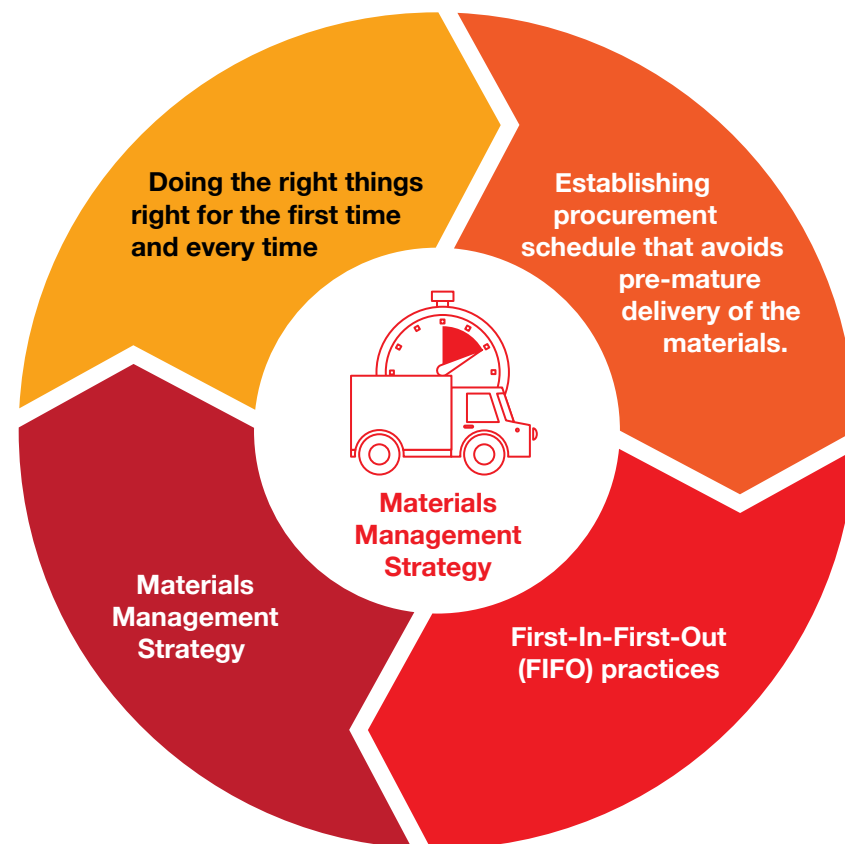 Doing the right things
right for the first time
and every time
Establishing
procurement
schedule that avoids
pre-mature
delivery of the
materials.
Materials
Management
Strategy
Materials
Management
Strategy
First-In-First-Out
(FIFO) practices